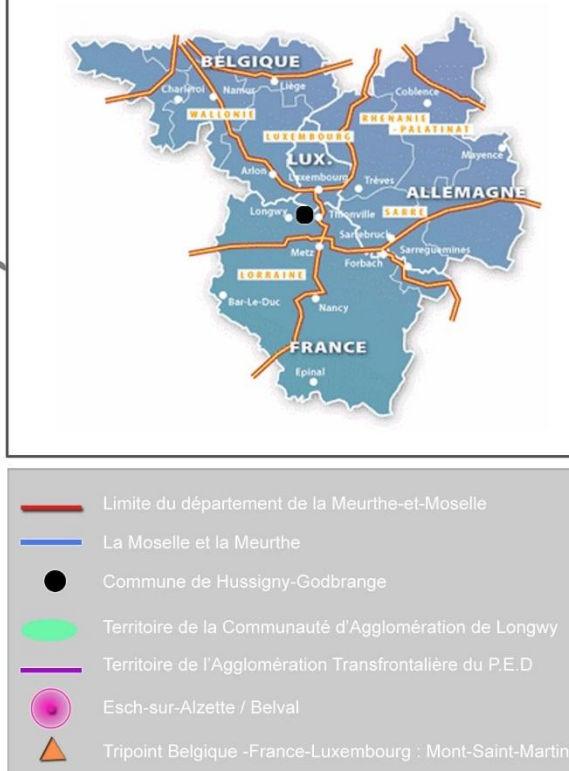 BELGIQUE
Charleroi
Namur
Liège
WALLONIE
Coblence
RHENANIE
-PALATINAT
LUXEMBOURG
LUX.
Mayence
Arlon
Luxembourg
Trèves
ALLEMAGNE
Longwy
Thionville
SARRE
Sarrebruck
Metz
Forbach
Sarreguemines
LORRAINE
Bar-Le-Duc
Nancy
FRANCE
Epinal
Limite du département de la Meurthe-et-Moselle
La Moselle et la Meurthe
Commune de Hussigny-Godbrange
Territoire de la Communauté d'Agglomération de Longwy
Territoire de l'Agglomération Transfrontalière du P.E.D
Esch-sur-Alzette / Belval
Tripoint Belgique -France-Luxembourg : Mont-Saint-Martin